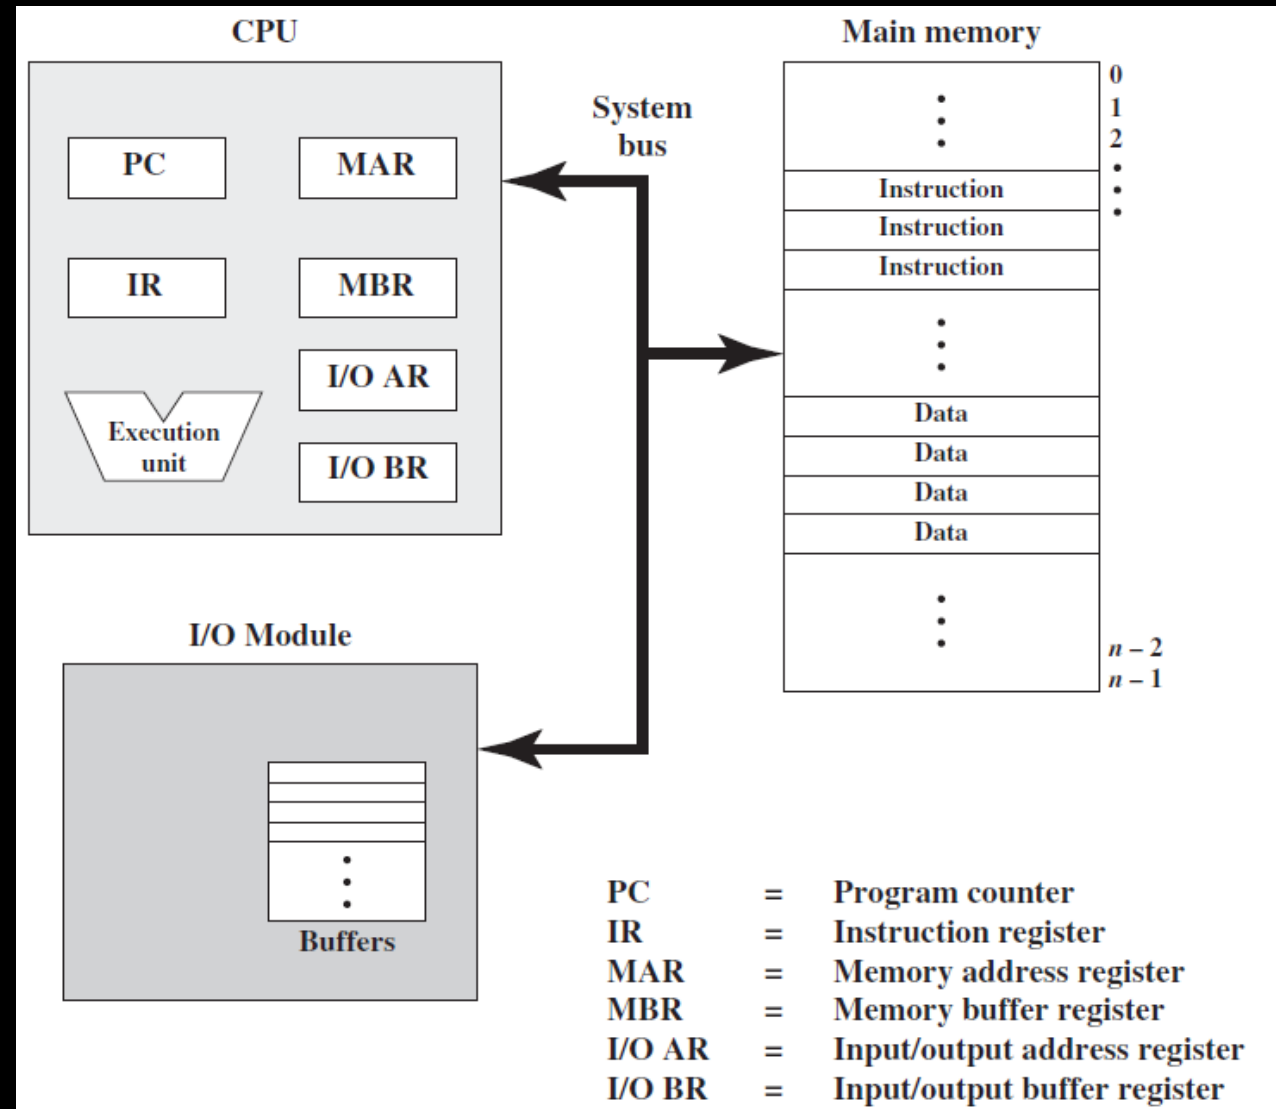 CPU
PC
MAR
IR
MBR
I/O AR
Execution
unit
I/O BR
System
bus
Main memory
0
1
2
Instruction
Instruction
Instruction
Data
Data
Data
Data
n – 2
n – 1
I/O Module
Buffers
PC = Program counter
IR = Instruction register
MAR = Memory address register
MBR = Memory buffer register
I/O AR = Input/output address register
I/O BR = Input/output buffer register